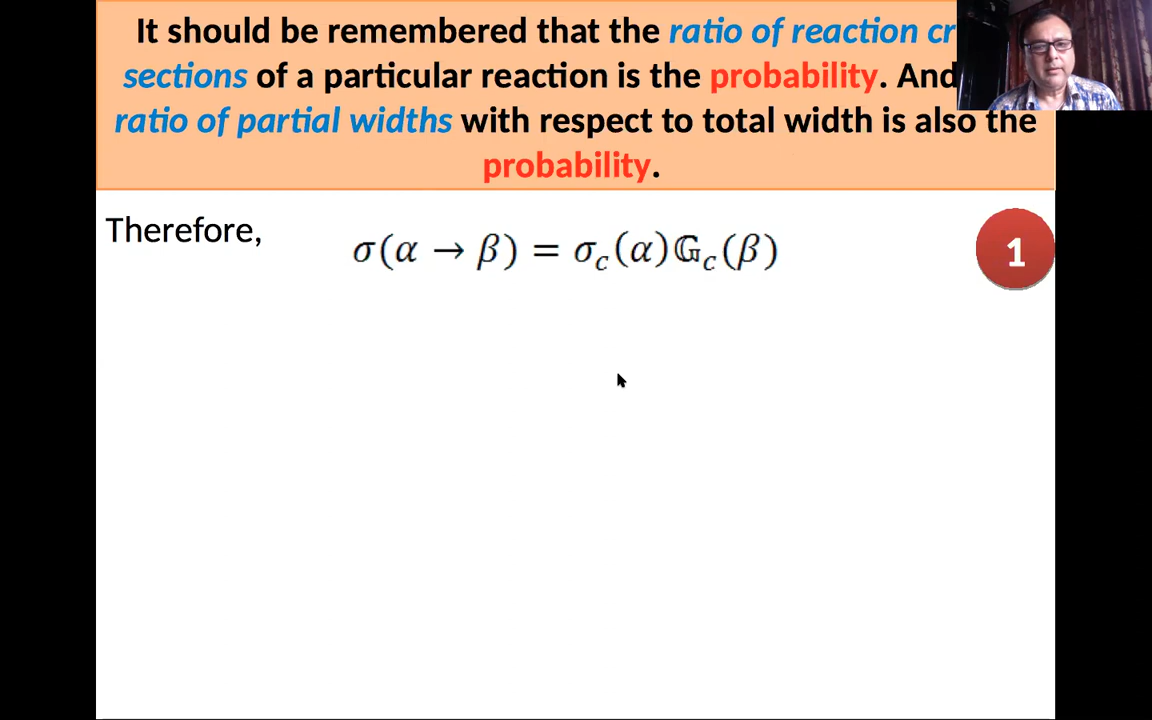 It should be remembered that the ratio of reaction
sections of a particular reaction is the probability. And
ratio of partial widths with respect to total width is also the
probability.
Therefore,
σ(α → β) = σ_c(α)𝔾_c(β)
1